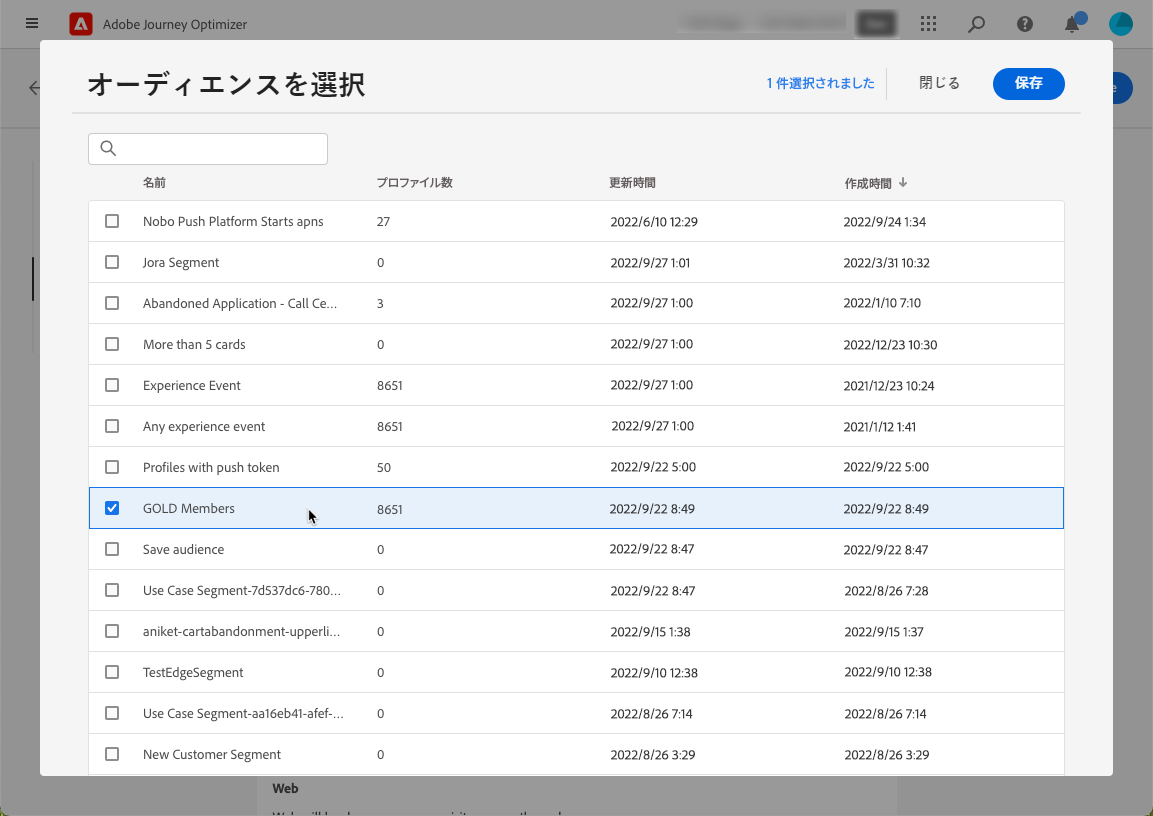 Adobe Journey Optimizer
オーディエンスを選択
1 件選択されました
閉じる
保存
名前 プロファイル数 更新時間 作成時間
Nobo Push Platform Starts apns 27 2022/6/10 12:29 2022/9/24 1:34
Jora Segment 0 2022/9/27 1:01 2022/3/31 10:32
Abandoned Application - Call Ce... 3 2022/9/27 1:00 2022/1/10 7:10
More than 5 cards 0 2022/9/27 1:00 2022/12/23 10:30
Experience Event 8651 2022/9/27 1:00 2021/12/23 10:24
Any experience event 8651 2022/9/27 1:00 2021/1/12 1:41
Profiles with push token 50 2022/9/22 5:00 2022/9/22 5:00
GOLD Members 8651 2022/9/22 8:49 2022/9/22 8:49
Save audience 0 2022/9/22 8:47 2022/9/22 8:47
Use Case Segment-7d537dc6-780... 0 2022/9/22 8:47 2022/8/26 7:28
aniket-cartabandonment-upperli... 0 2022/9/15 1:38 2022/9/15 1:37
TestEdgeSegment 0 2022/9/10 12:38 2022/9/10 12:38
Use Case Segment-aa16eb41-afef-... 0 2022/8/26 7:14 2022/8/26 7:14
New Customer Segment 0 2022/8/26 3:29 2022/8/26 3:29
Web